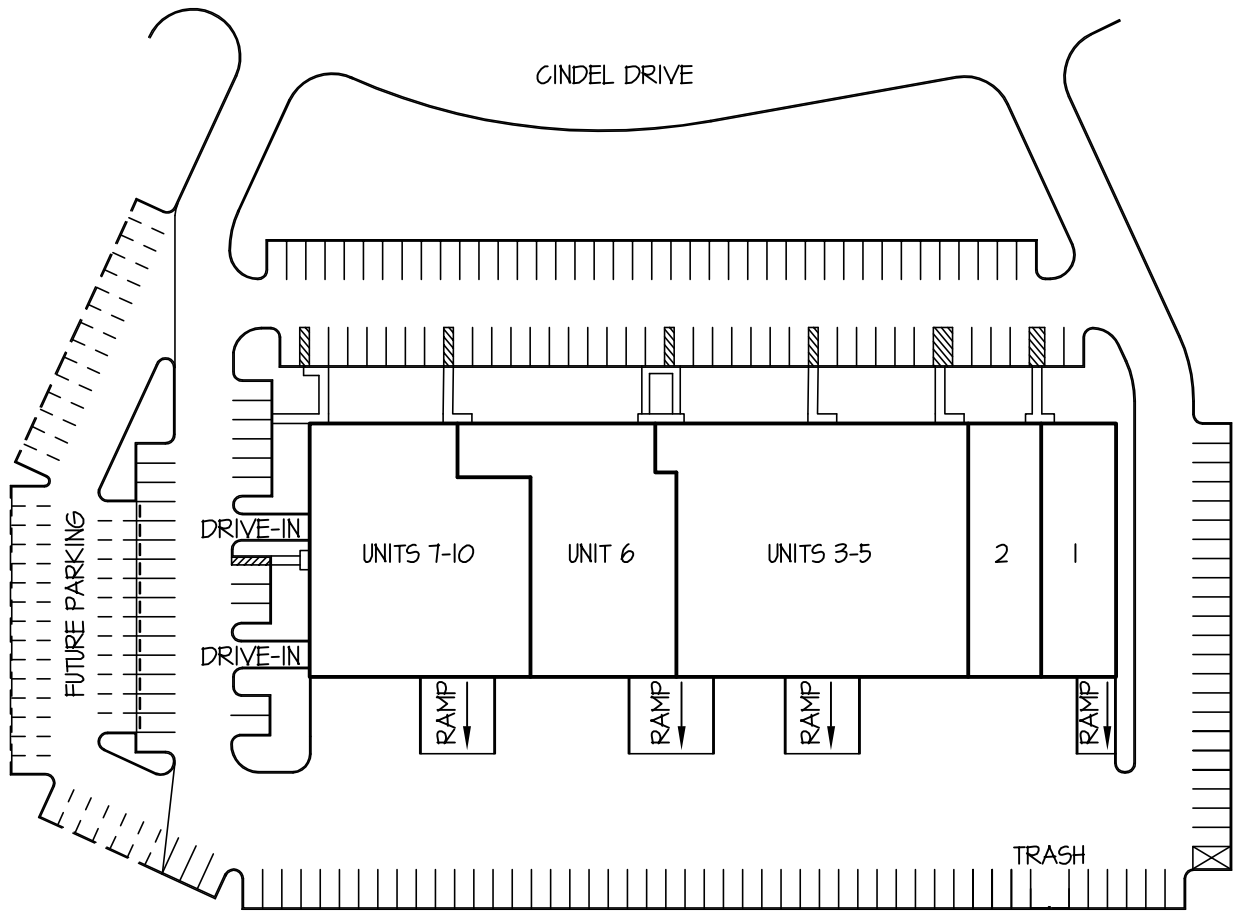 CINDEL DRIVE
DRIVE-IN
UNITS 7-10
UNIT 6
UNITS 3-5
2
1
FUTURE PARKING
DRIVE-IN
RAMP
RAMP
RAMP
RAMP
TRASH